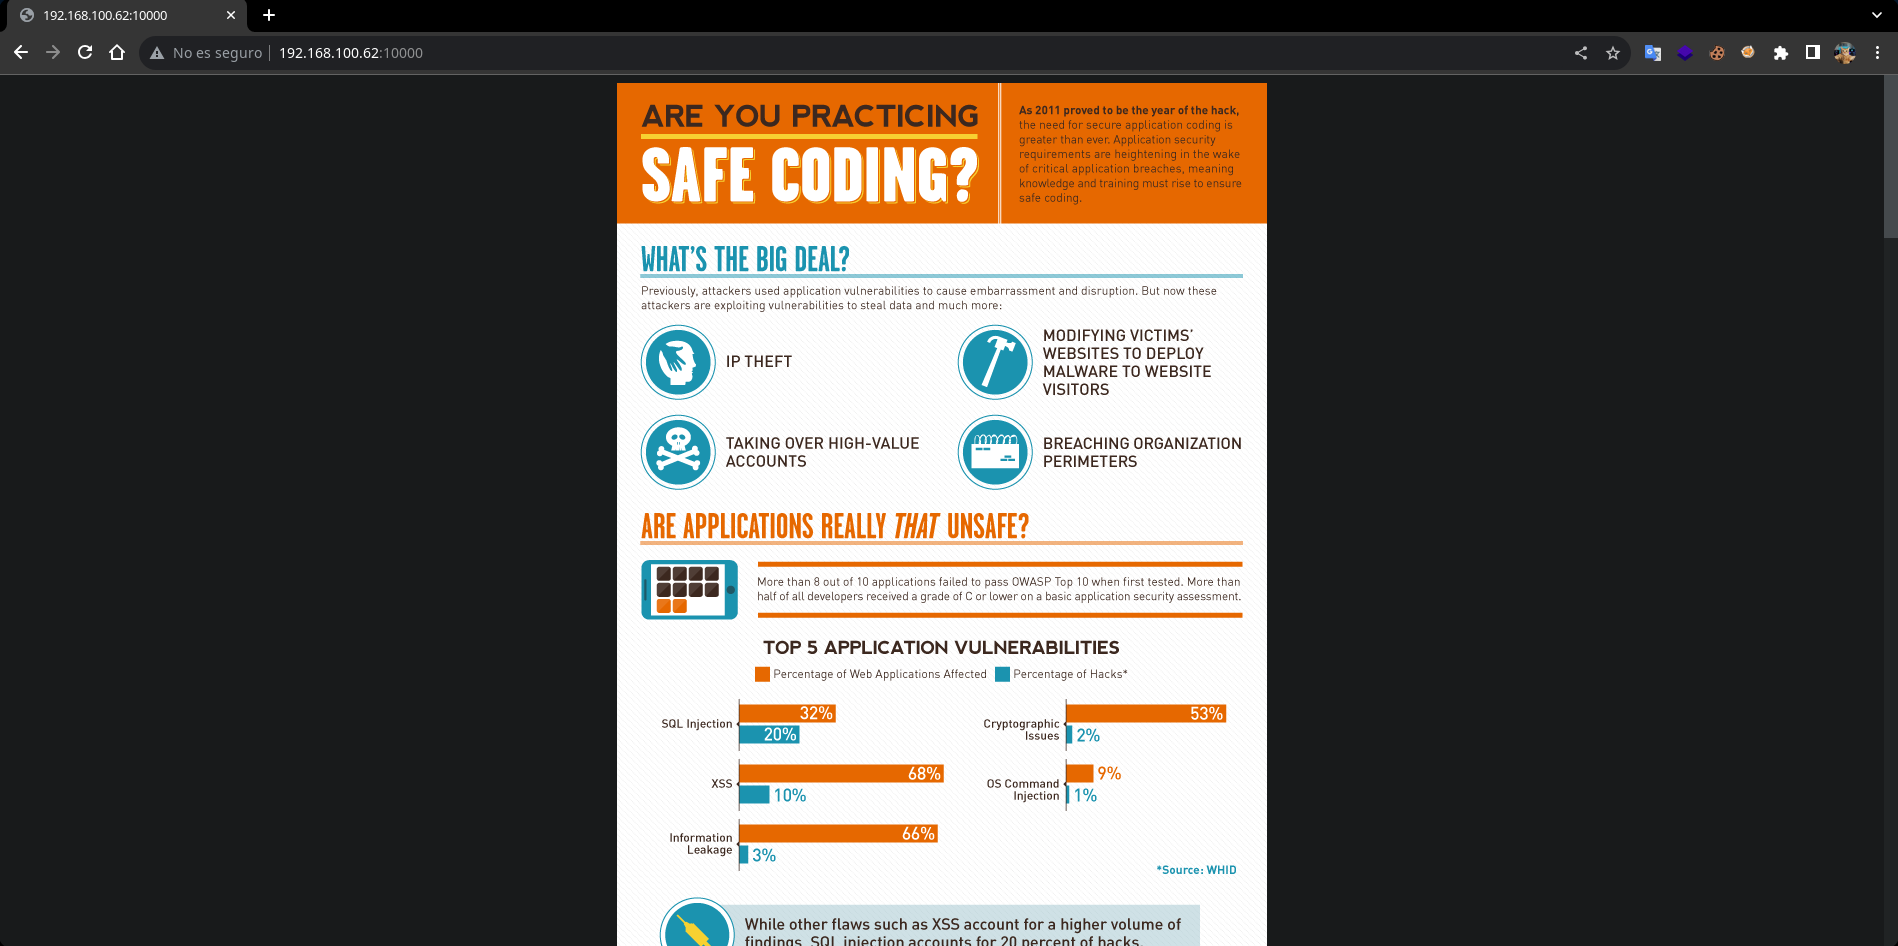 192.168.100.62:10000
No es seguro
192.168.100.62:10000
ARE YOU PRACTICING
SAFE CODING?
As 2011 proved to be the year of the hack,
the need for secure application coding is
greater than ever. Application security
requirements are heightening in the wake
of critical application breaches, meaning
knowledge and training must rise to ensure
safe coding.
WHAT'S THE BIG DEAL?
Previously, attackers used application vulnerabilities to cause embarrassment and disruption. But now these
attackers are exploiting vulnerabilities to steal data and much more:
IP THEFT
MODIFYING VICTIMS'
WEBSITES TO DEPLOY
MALWARE TO WEBSITE
VISITORS
TAKING OVER HIGH-VALUE
ACCOUNTS
BREACHING ORGANIZATION
PERIMETERS
ARE APPLICATIONS REALLY THAT UNSAFE?
More than 8 out of 10 applications failed to pass OWASP Top 10 when first tested. More than
half of all developers received a grade of C or lower on a basic application security assessment.
TOP 5 APPLICATION VULNERABILITIES
Percentage of Web Applications Affected
Percentage of Hacks*
SQL Injection
32%
20%
XSS
68%
10%
Information
Leakage
66%
3%
Cryptographic
Issues
53%
2%
OS Command
Injection
9%
1%
*Source: WHID
While other flaws such as XSS account for a higher volume of
findings, SQL injection accounts for 20 percent of hacks.